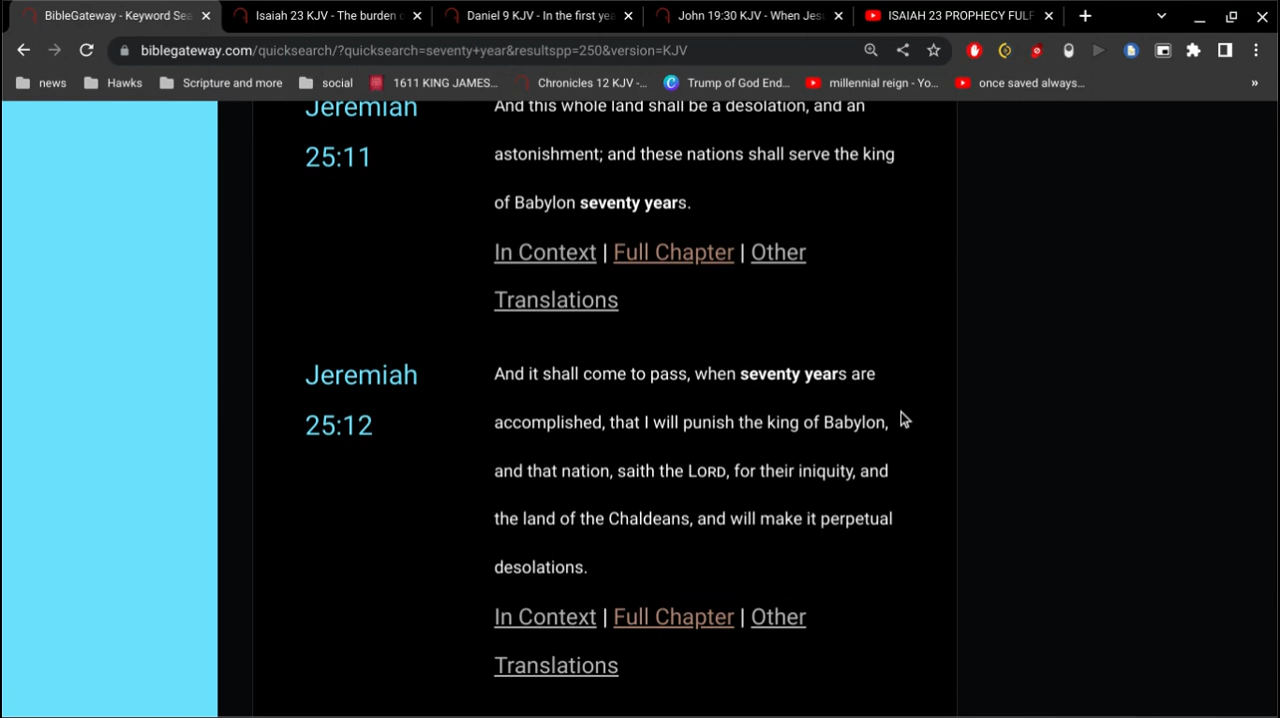 BibleGateway - Keyword Sea
Isaiah 23 KJV - The burden o
Daniel 9 KJV - In the first yea
John 19:30 KJV - When Jesu
ISAIAH 23 PROPHECY FULF
biblegateway.com/quicksearch/?quicksearch=seventy+year&resultspp=250&version=KJV
news
Hawks
Scripture and more
social
1611 KING JAMES...
Chronicles 12 KJV -...
Trump of God End...
millennial reign - Yo...
once saved always...
»
Jeremiah
25:11
And this whole land shall be a desolation, and an
astonishment; and these nations shall serve the king
of Babylon seventy years.
In Context | Full Chapter | Other
Translations
Jeremiah
25:12
And it shall come to pass, when seventy years are
accomplished, that I will punish the king of Babylon,
and that nation, saith the LORD, for their iniquity, and
the land of the Chaldeans, and will make it perpetual
desolations.
In Context | Full Chapter | Other
Translations